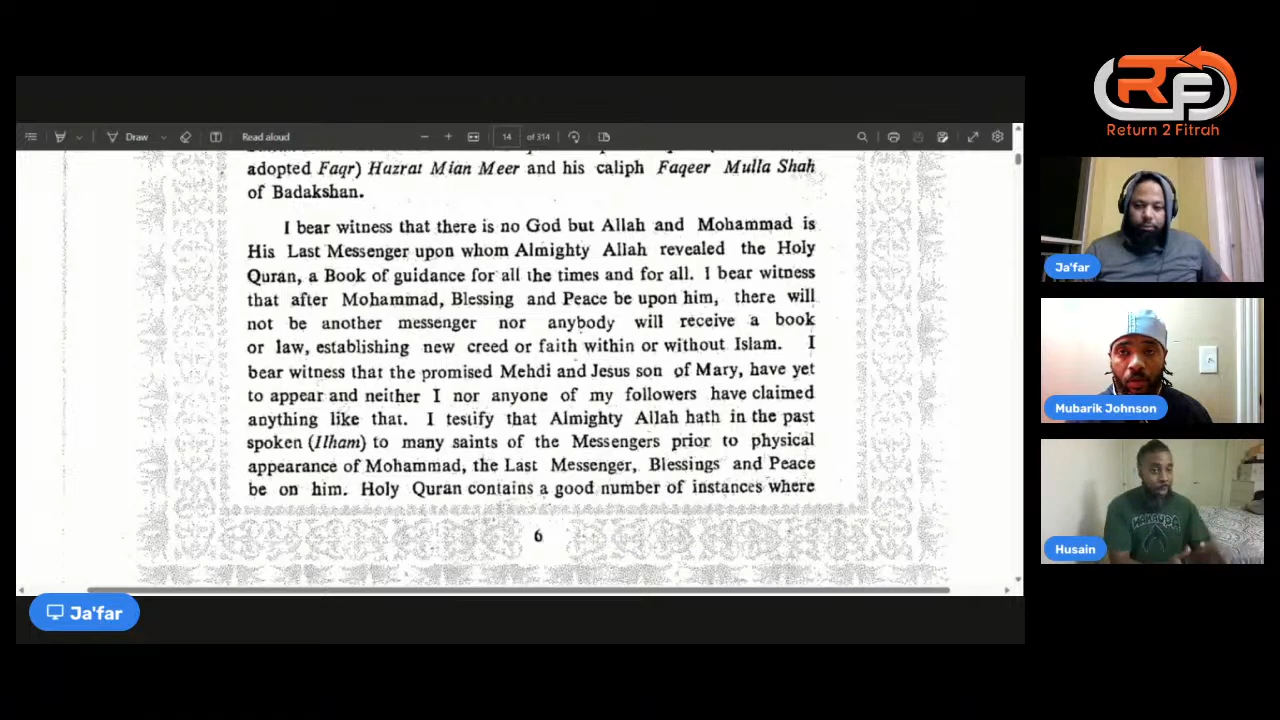 Draw
Read aloud
14
of 314
adopted Faqr) Hazrat Mian Meer and his caliph Faqeer Mulla Shah
of Badakshan.
I bear witness that there is no God but Allah and Mohammad is
His Last Messenger upon whom Almighty Allah revealed the Holy
Quran, a Book of guidance for all the times and for all. I bear witness
that after Mohammad, Blessing and Peace be upon him, there will
not be another messenger nor anybody will receive a book
or law, establishing new creed or faith within or without Islam. I
bear witness that the promised Mehdi and Jesus son of Mary, have yet
to appear and neither I nor anyone of my followers have claimed
anything like that. I testify that Almighty Allah hath in the past
spoken (Ilham) to many saints of the Messengers prior to physical
appearance of Mohammad, the Last Messenger, Blessings and Peace
be on him. Holy Quran contains a good number of instances where
6
Ja'far
RF
Return 2 Fitrah
Ja'far
Mubarik Johnson
WAKANDA
Husain